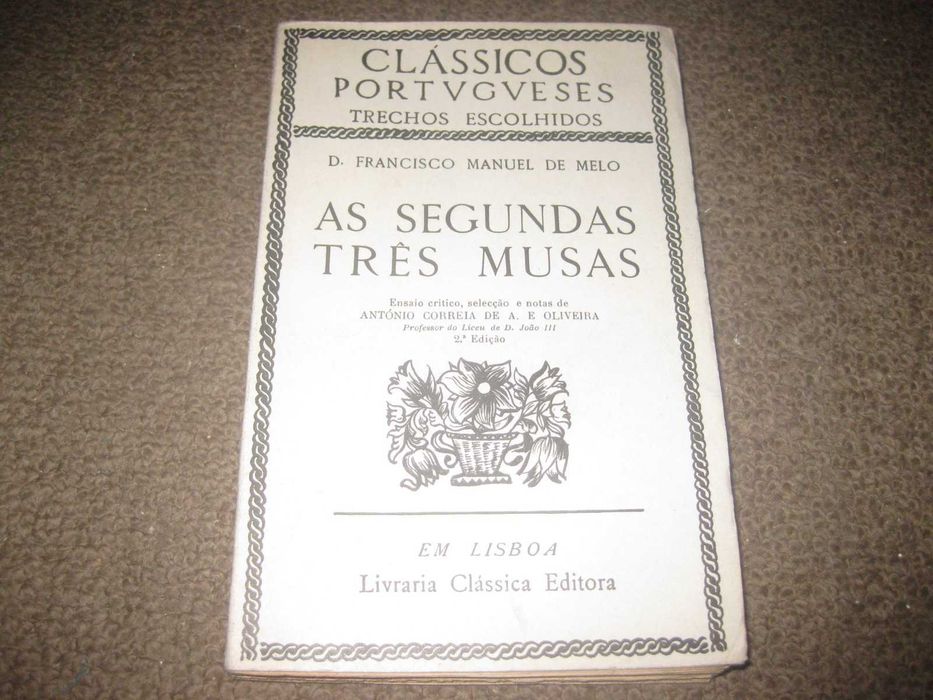 CLÁSSICOS
PORTVGVESES
TRECHOS ESCOLHIDOS
D. FRANCISCO MANUEL DE MELO
AS SEGUNDAS
TRÊS MUSAS
Ensaio crítico, selecção e notas de
ANTÓNIO CORREIA DE A. E OLIVEIRA
Professor do Liceu de D. João III
2.ª Edição
EM LISBOA
Livraria Clássica Editora